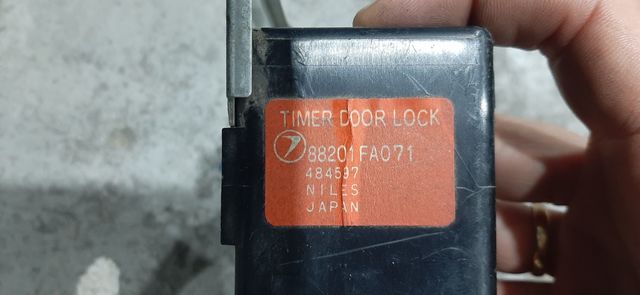 TIMER DOOR LOCK
88201FA071
484597
NILES
JAPAN